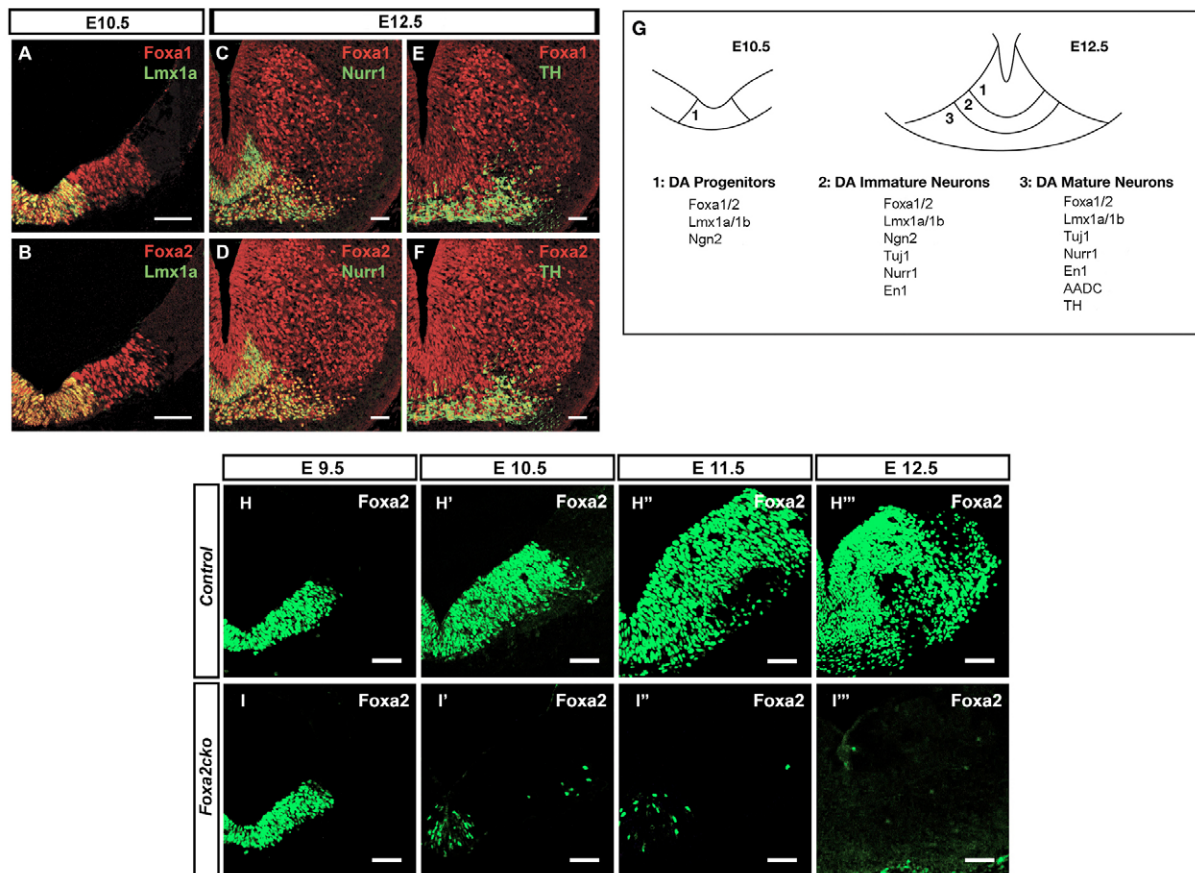 E10.5
E12.5
A
Foxa1
Lmx1a
C
Foxa1
Nurr1
E
Foxa1
TH
B
Foxa2
Lmx1a
D
Foxa2
Nurr1
F
Foxa2
TH
G
E10.5
E12.5
1
1
2
3
1: DA Progenitors
Foxa1/2
Lmx1a/1b
Ngn2
2: DA Immature Neurons
Foxa1/2
Lmx1a/1b
Ngn2
Tuj1
Nurr1
En1
3: DA Mature Neurons
Foxa1/2
Lmx1a/1b
Tuj1
Nurr1
En1
AADC
TH
E 9.5
E 10.5
E 11.5
E 12.5
Control
H Foxa2
H' Foxa2
H'' Foxa2
H''' Foxa2
Foxa2cko
I Foxa2
I' Foxa2
I'' Foxa2
I''' Foxa2